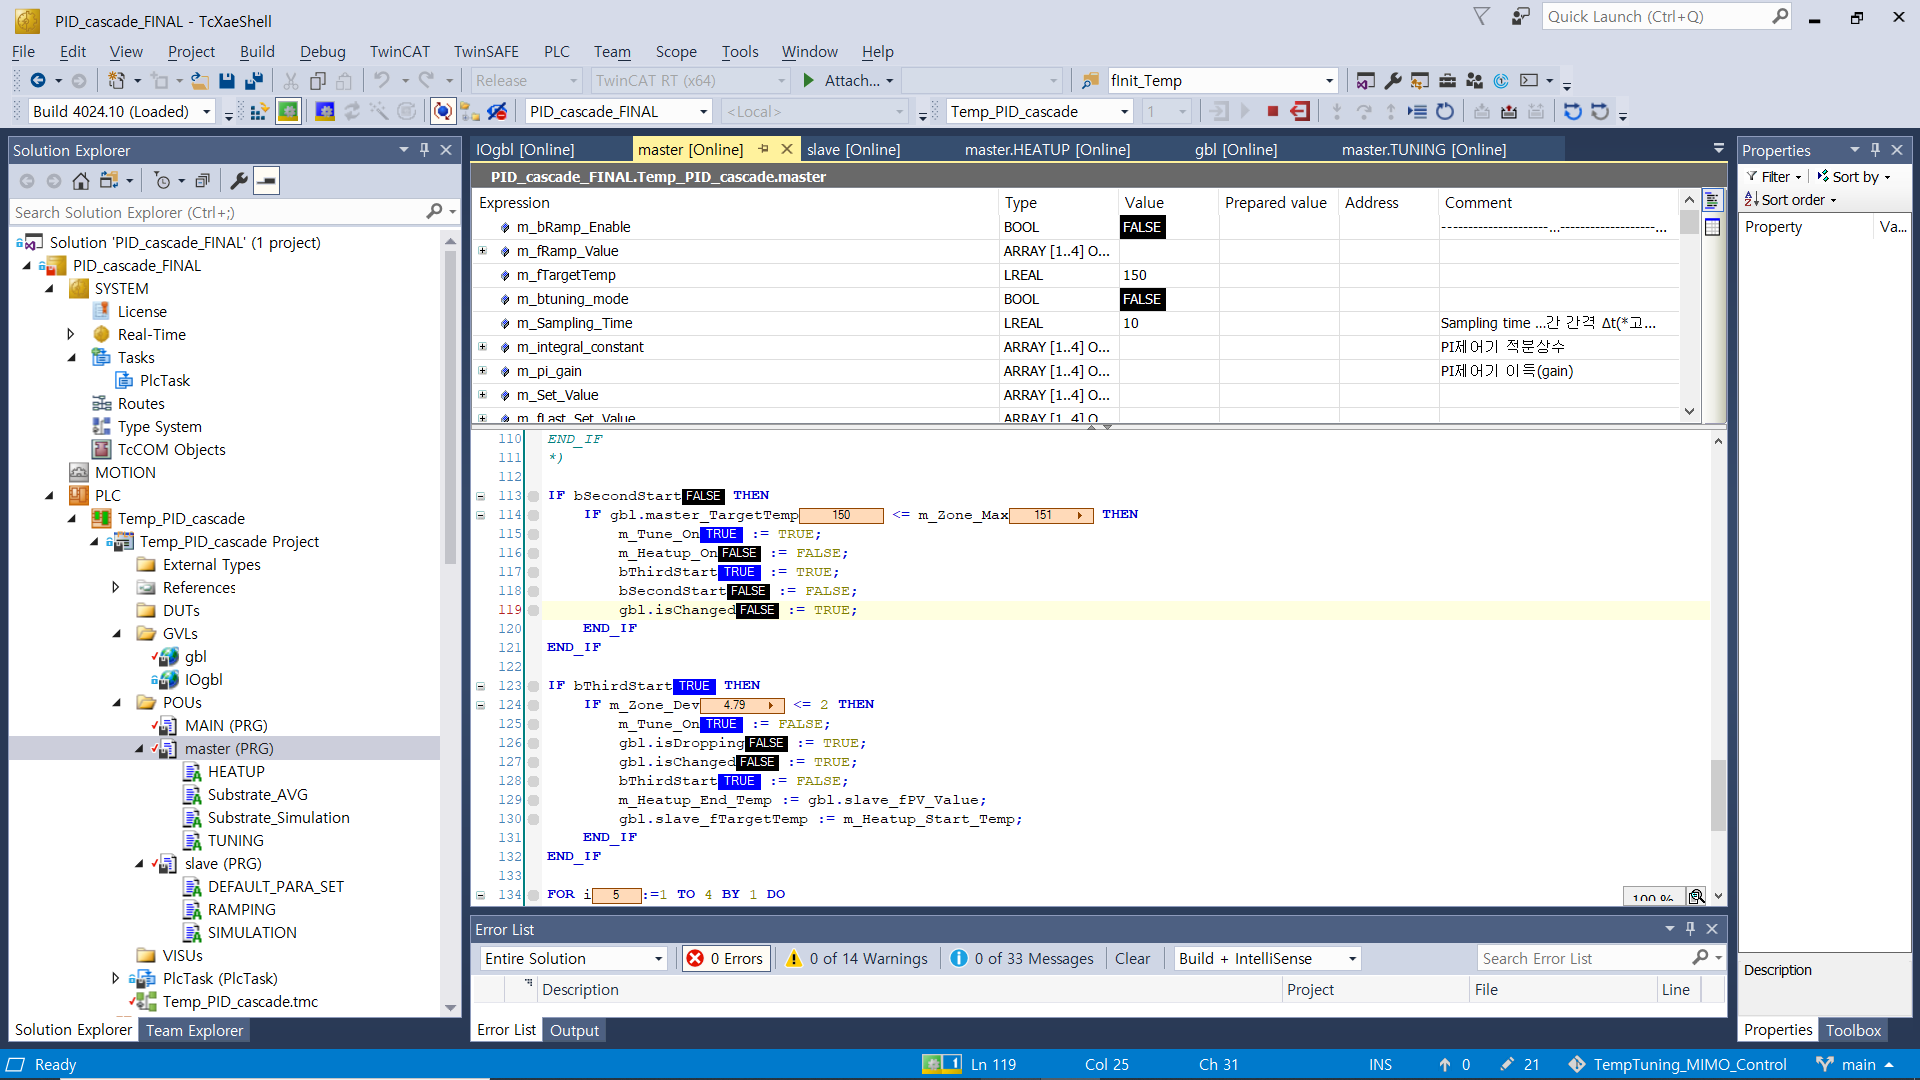 PID_cascade_FINAL - TcXaeShell
Quick Launch (Ctrl+Q)
File Edit View Project Build Debug TwinCAT TwinSAFE PLC Team Scope Tools Window Help
Release TwinCAT RT (x64) Attach... fInit_Temp
Build 4024.10 (Loaded) PID_cascade_FINAL <Local> Temp_PID_cascade 1
Solution Explorer
Search Solution Explorer (Ctrl+;)
Solution 'PID_cascade_FINAL' (1 project)
PID_cascade_FINAL
SYSTEM
License
Real-Time
Tasks
PlcTask
Routes
Type System
TcCOM Objects
MOTION
PLC
Temp_PID_cascade
Temp_PID_cascade Project
External Types
References
DUTs
GVLs
gbl
IOgbl
POUs
MAIN (PRG)
master (PRG)
HEATUP
Substrate_AVG
Substrate_Simulation
TUNING
slave (PRG)
DEFAULT_PARA_SET
RAMPING
SIMULATION
VISUs
PlcTask (PlcTask)
Temp_PID_cascade.tmc
Solution Explorer Team Explorer
IOgbl [Online] master [Online] slave [Online] master.HEATUP [Online] gbl [Online] master.TUNING [Online]
PID_cascade_FINAL.Temp_PID_cascade.master
Expression Type Value Prepared value Address Comment
m_bRamp_Enable BOOL FALSE ---------------------...-------------------...
m_fRamp_Value ARRAY [1..4] O...
m_fTargetTemp LREAL 150
m_btuning_mode BOOL FALSE
m_Sampling_Time LREAL 10 Sampling time ...간 간격 Δt(*고...
m_integral_constant ARRAY [1..4] O... PI제어기 적분상수
m_pi_gain ARRAY [1..4] O... PI제어기 이득(gain)
m_Set_Value ARRAY [1..4] O...
m_fLast_Set_Value ARRAY [1..4] O...
110 END_IF
111 *)
112
113 IF bSecondStart FALSE THEN
114 IF gbl.master_TargetTemp 150 <= m_Zone_Max 151 THEN
115 m_Tune_On TRUE := TRUE;
116 m_Heatup_On FALSE := FALSE;
117 bThirdStart TRUE := TRUE;
118 bSecondStart FALSE := FALSE;
119 gbl.isChanged FALSE := TRUE;
120 END_IF
121 END_IF
122
123 IF bThirdStart TRUE THEN
124 IF m_Zone_Dev 4.79 <= 2 THEN
125 m_Tune_On TRUE := FALSE;
126 gbl.isDropping FALSE := TRUE;
127 gbl.isChanged FALSE := TRUE;
128 bThirdStart TRUE := FALSE;
129 m_Heatup_End_Temp := gbl.slave_fPV_Value;
130 gbl.slave_fTargetTemp := m_Heatup_Start_Temp;
131 END_IF
132 END_IF
133
134 FOR i 5 :=1 TO 4 BY 1 DO
100 %
Error List
Entire Solution 0 Errors 0 of 14 Warnings 0 of 33 Messages Clear Build + IntelliSense Search Error List
Description Project File Line
Error List Output
Properties
Filter Sort by
Sort order
Property Va...
Description
Properties Toolbox
Ready 1 Ln 119 Col 25 Ch 31 INS 0 21 TempTuning_MIMO_Control main